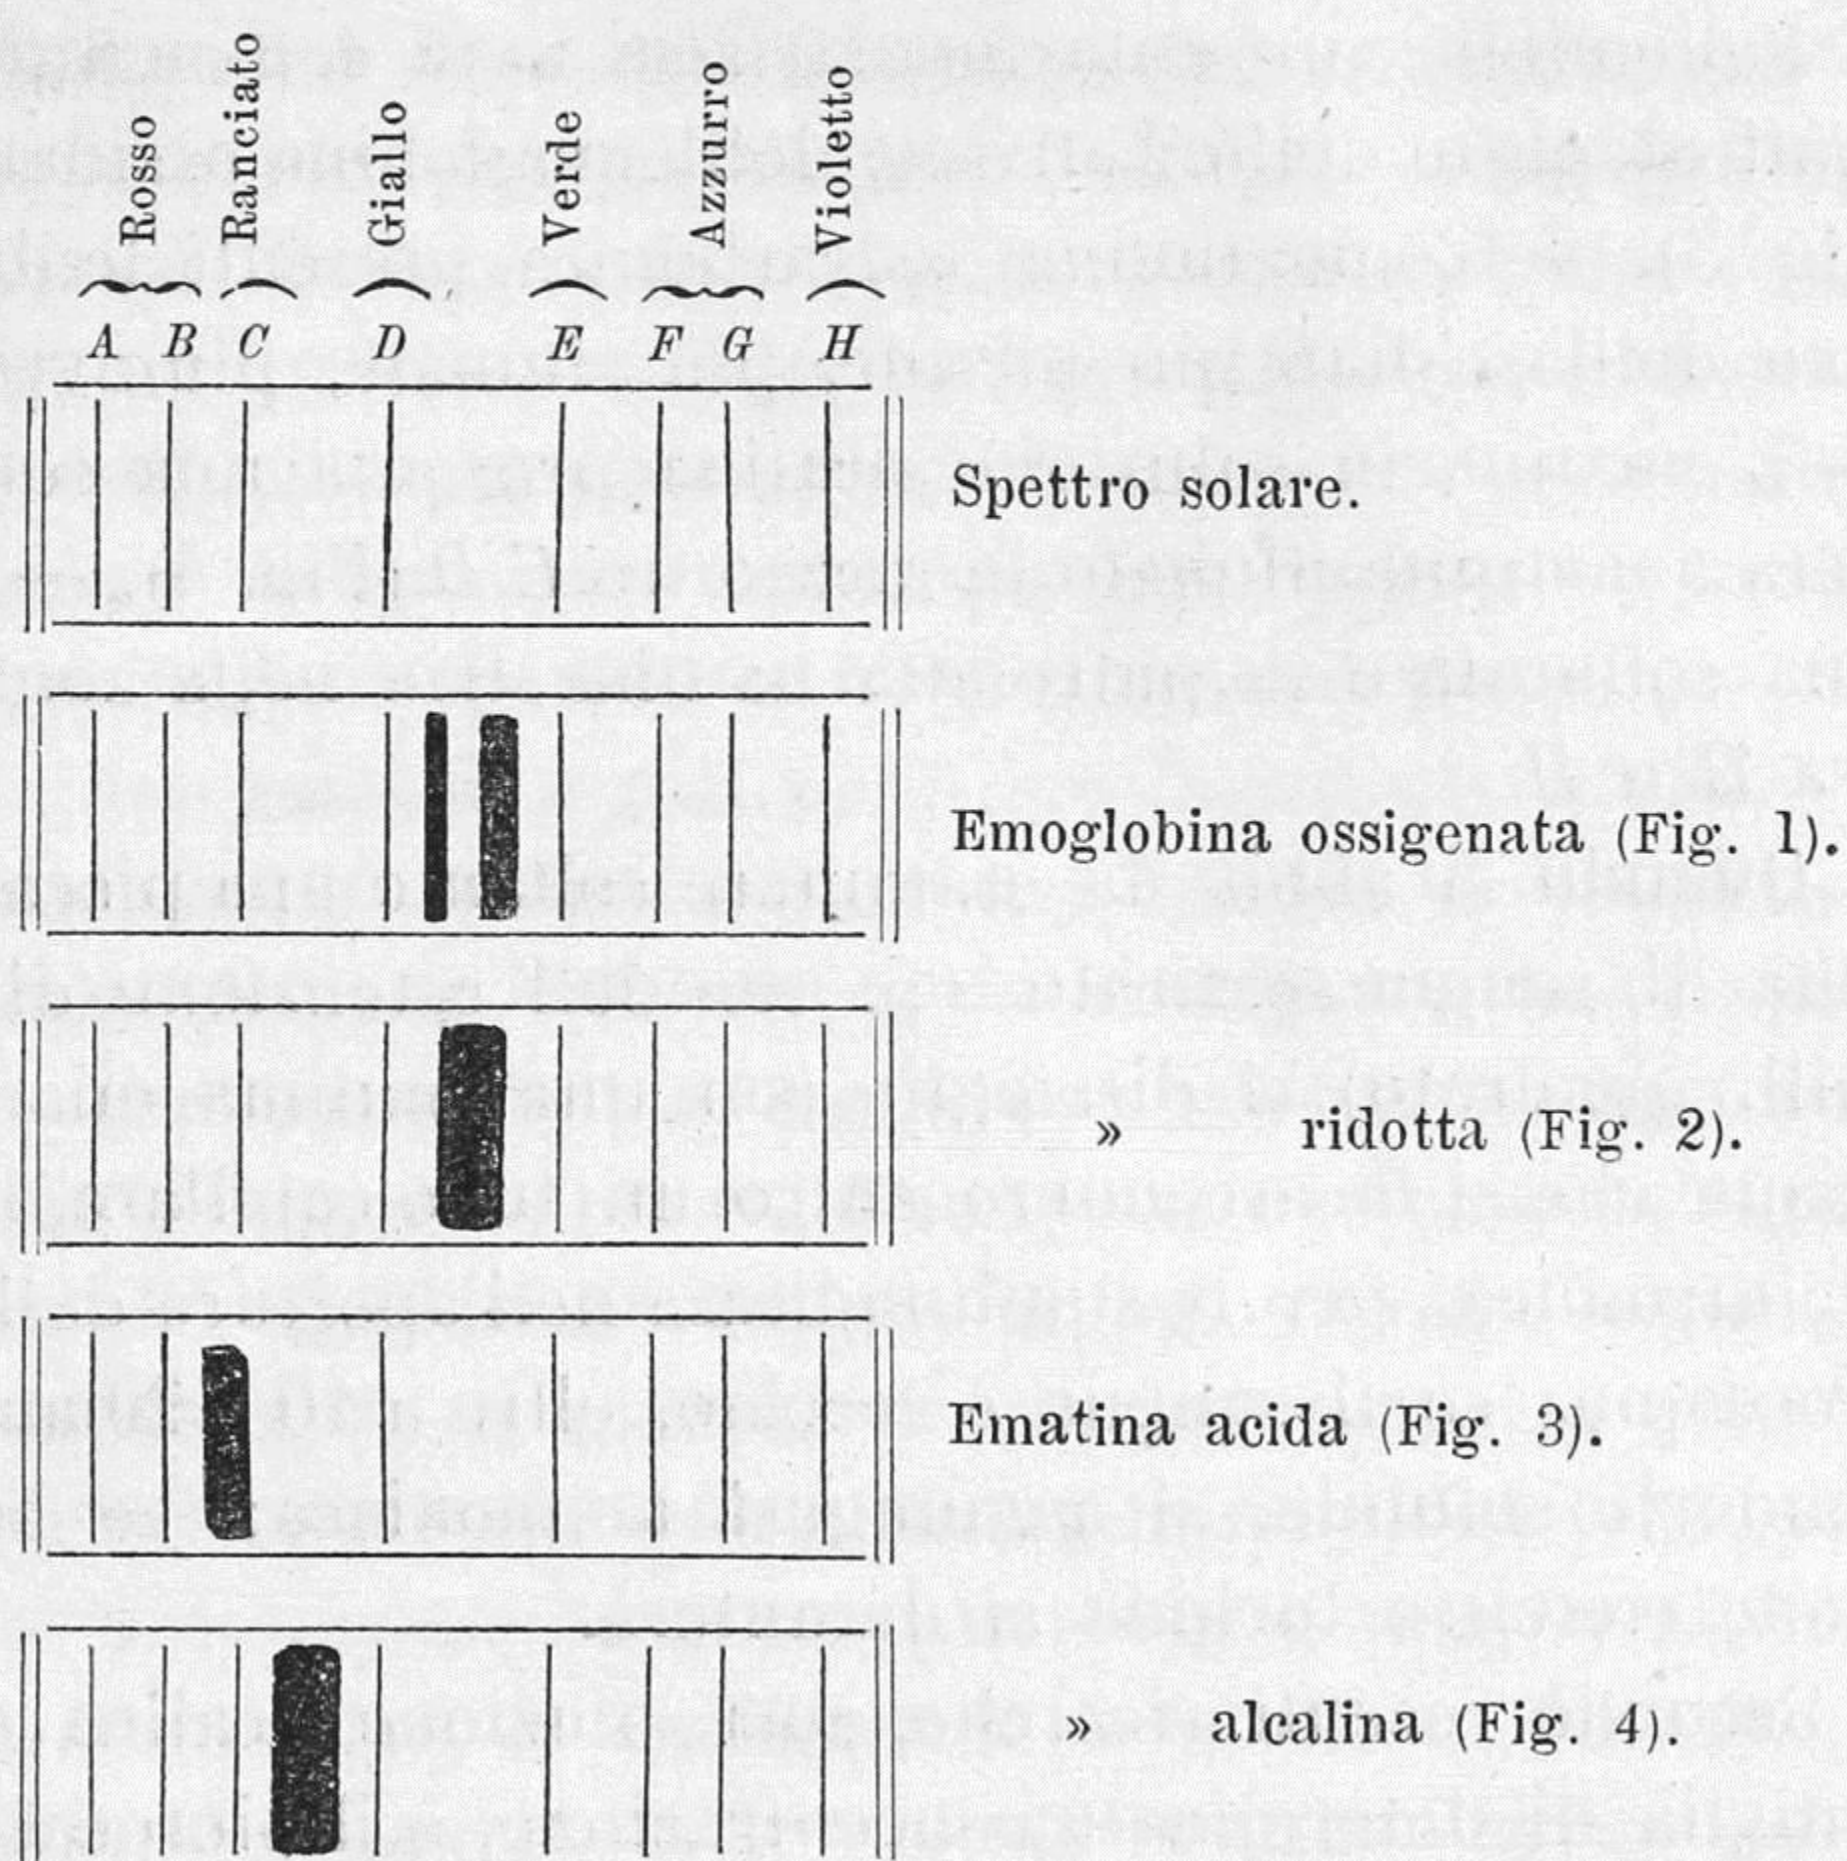 Rosso Ranciato Giallo Verde Azzurro Violetto
A B C D E F G H
Spettro solare.
Emoglobina ossigenata (Fig. 1).
» ridotta (Fig. 2).
Ematina acida (Fig. 3).
» alcalina (Fig. 4).